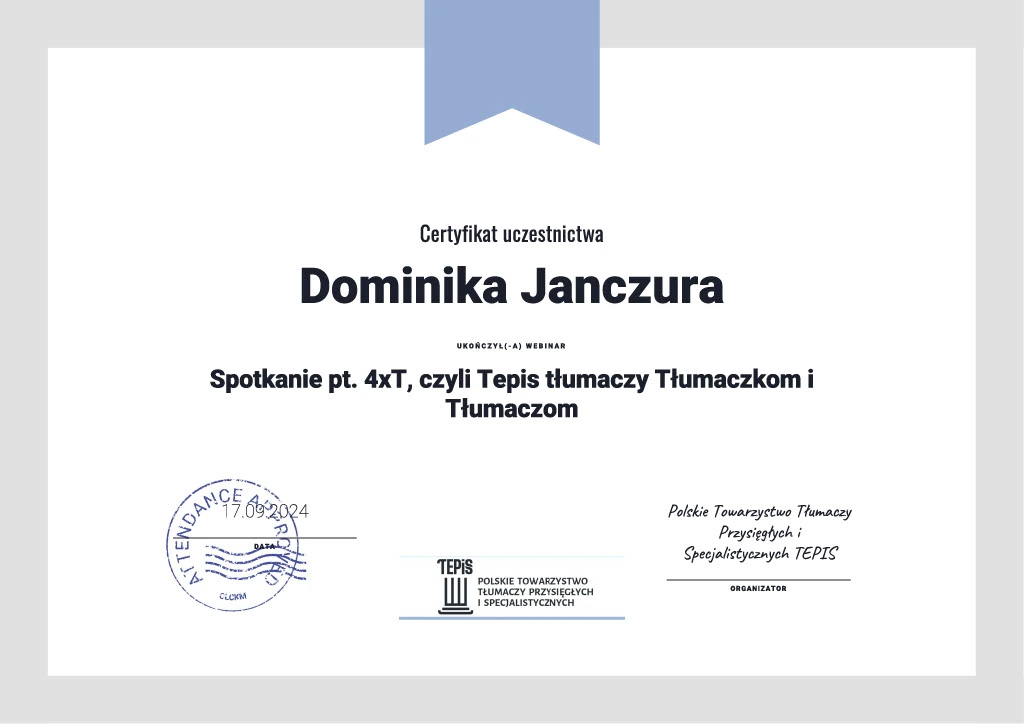 Certyfikat uczestnictwa
Dominika Janczura
UKOŃCZYŁ(-A) WEBINAR
Spotkanie pt. 4xT, czyli Tepis tłumaczy Tłumaczkom i
Tłumaczom
ATTENDANCE APPROVED
17.09.2024
DATA
CLCKM
TEPiS
POLSKIE TOWARZYSTWO
TŁUMACZY PRZYSIĘGŁYCH
I SPECJALISTYCZNYCH
Polskie Towarzystwo Tłumaczy
Przysięgłych i
Specjalistycznych TEPIS
ORGANIZATOR